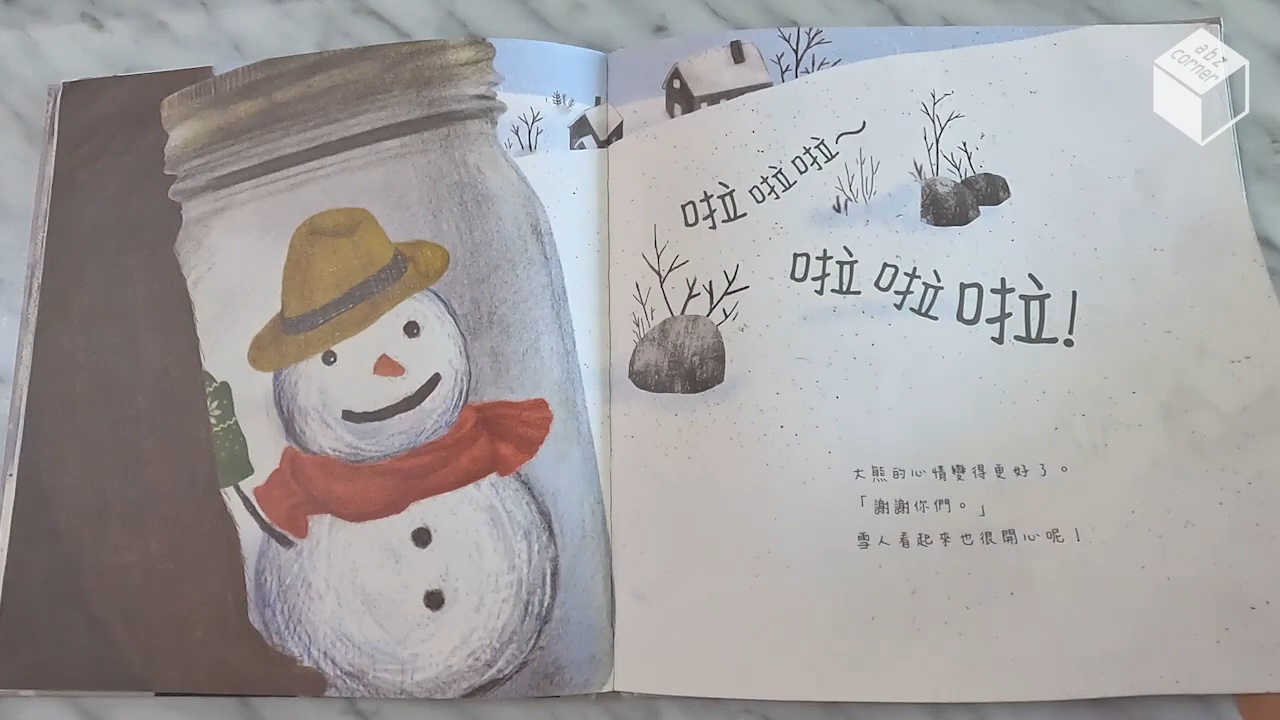 啦啦啦啦~
啦啦啦!
大熊的心情變得更好了。
「謝謝你們。」
雪人看起來也很開心呢!
abz
corner